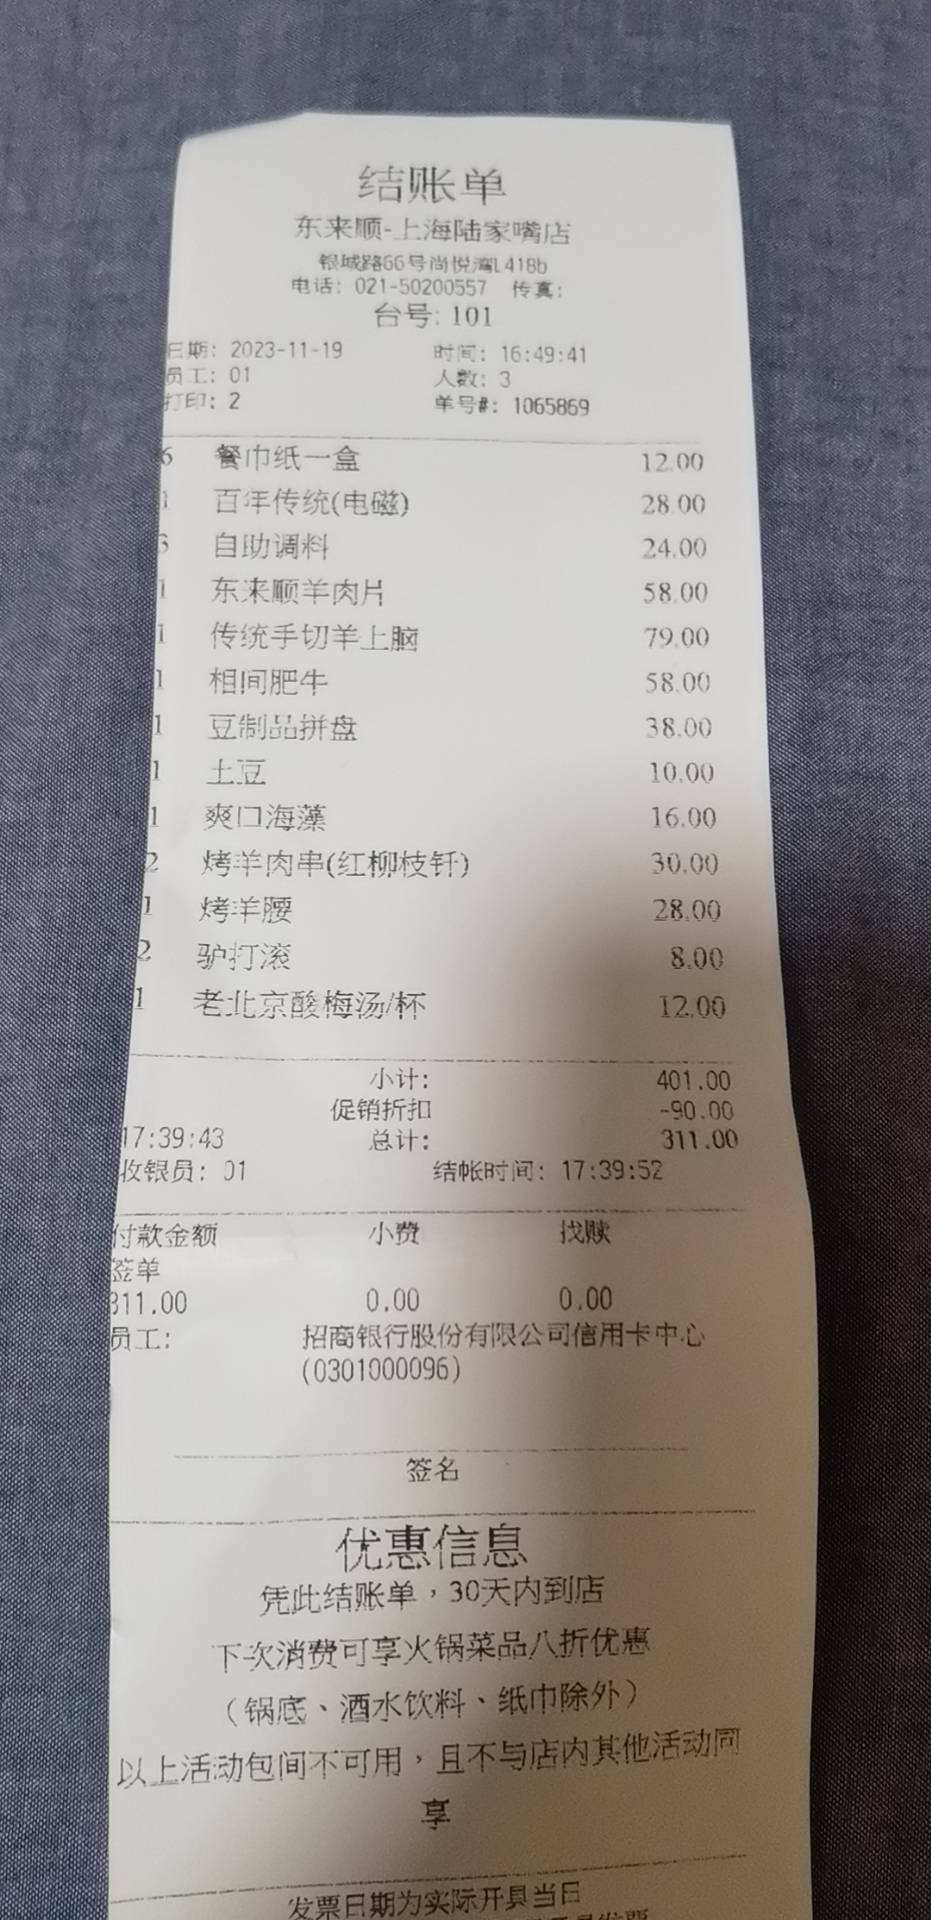 结账单
东来顺-上海陆家嘴店
银城路66号尚悦湾L418b
电话: 021-50200557 传真:
台号: 101
日期: 2023-11-19 时间: 16:49:41
员工: 01 人数: 3
打印: 2 单号#: 1065869
6 餐巾纸一盒 12.00
1 百年传统(电磁) 28.00
3 自助调料 24.00
1 东来顺羊肉片 58.00
1 传统手切羊上脑 79.00
1 相间肥牛 58.00
1 豆制品拼盘 38.00
1 土豆 10.00
1 爽口海藻 16.00
2 烤羊肉串(红柳枝钎) 30.00
1 烤羊腰 28.00
2 驴打滚 8.00
1 老北京酸梅汤/杯 12.00
小计: 401.00
促销折扣 -90.00
17:39:43 总计: 311.00
收银员: 01 结帐时间: 17:39:52
付款金额 小费 找赎
签单
311.00 0.00 0.00
员工: 招商银行股份有限公司信用卡中心
(0301000096)
签名
优惠信息
凭此结账单，30天内到店
下次消费可享火锅菜品八折优惠
（锅底、酒水饮料、纸巾除外）
以上活动包间不可用，且不与店内其他活动同
享
发票日期为实际开具当日